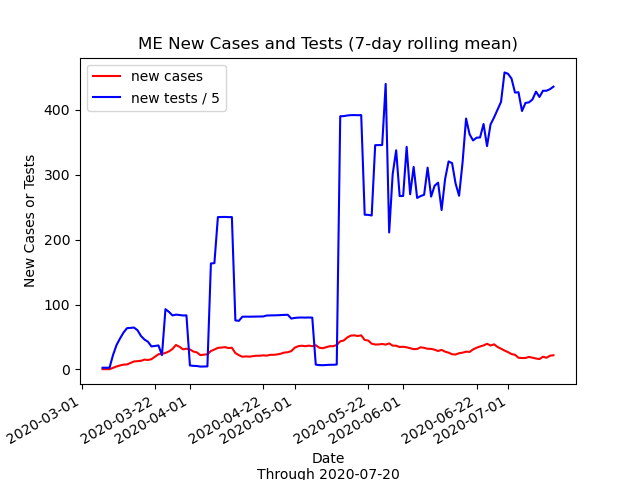 ME New Cases and Tests (7-day rolling mean)
new cases
new tests / 5
New Cases or Tests
400
300
200
100
0
2020-03-01
2020-03-22
2020-04-01
2020-04-22
2020-05-01
2020-05-22
2020-06-01
2020-06-22
2020-07-01
Date
Through 2020-07-20